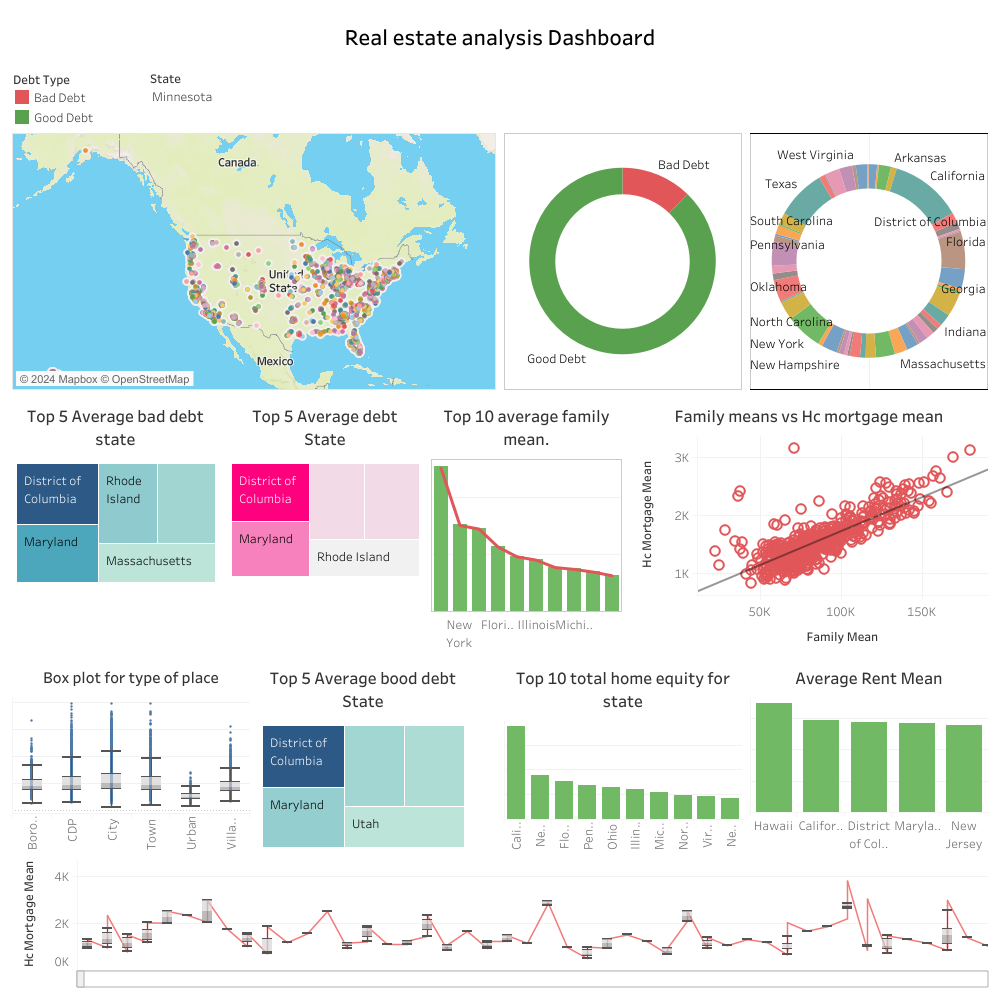 Real estate analysis Dashboard
Debt Type
State
Bad Debt
Minnesota
Good Debt
Canada
United
State
Mexico
© 2024 Mapbox © OpenStreetMap
Bad Debt
Good Debt
West Virginia
Arkansas
Texas
California
South Carolina
District of Columbia
Pennsylvania
Florida
Oklahoma
Georgia
North Carolina
Indiana
New York
New Hampshire
Massachusetts
Top 5 Average bad debt
state
District of
Columbia
Rhode
Island
Maryland
Massachusetts
Top 5 Average debt
State
District of
Columbia
Maryland
Rhode Island
Top 10 average family
mean.
New
York
Flori..
Illinois
Michi..
Family means vs Hc mortgage mean
Hc Mortgage Mean
3K
2K
1K
50K
100K
150K
Family Mean
Box plot for type of place
Boro..
CDP
City
Town
Urban
Villa..
Top 5 Average bood debt
State
District of
Columbia
Maryland
Utah
Top 10 total home equity for
state
Cali..
Ne..
Flo..
Pen..
Ohio
Illin..
Mic..
Nor..
Vir..
Ne..
Average Rent Mean
Hawaii
Califor..
District
of Col..
Maryla..
New
Jersey
Hc Mortgage Mean
4K
2K
0K